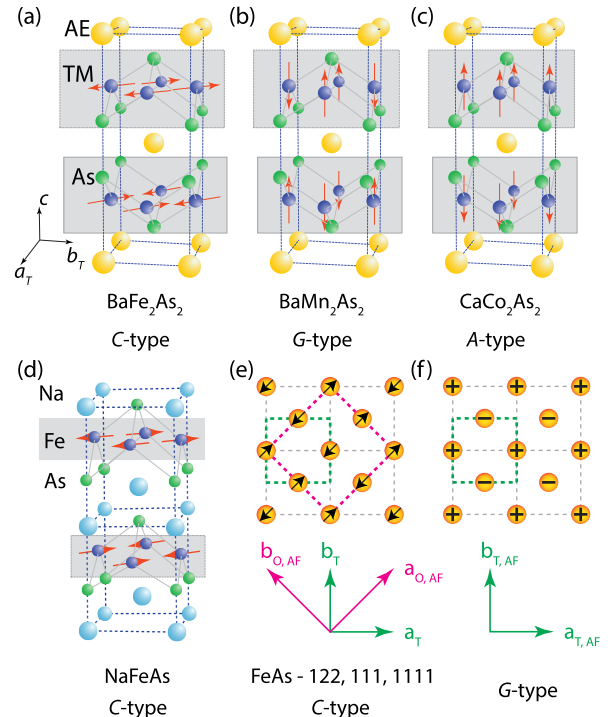 (a)
(b)
(c)
AE
TM
As
c
b_T
a_T
BaFe₂As₂
BaMn₂As₂
CaCo₂As₂
C-type
G-type
A-type
(d)
(e)
(f)
Na
Fe
As
b_O, AF
b_T
a_O, AF
a_T
b_T, AF
a_T, AF
+ + +
− −
+ + +
− −
+ + +
NaFeAs
C-type
FeAs - 122, 111, 1111
C-type
G-type